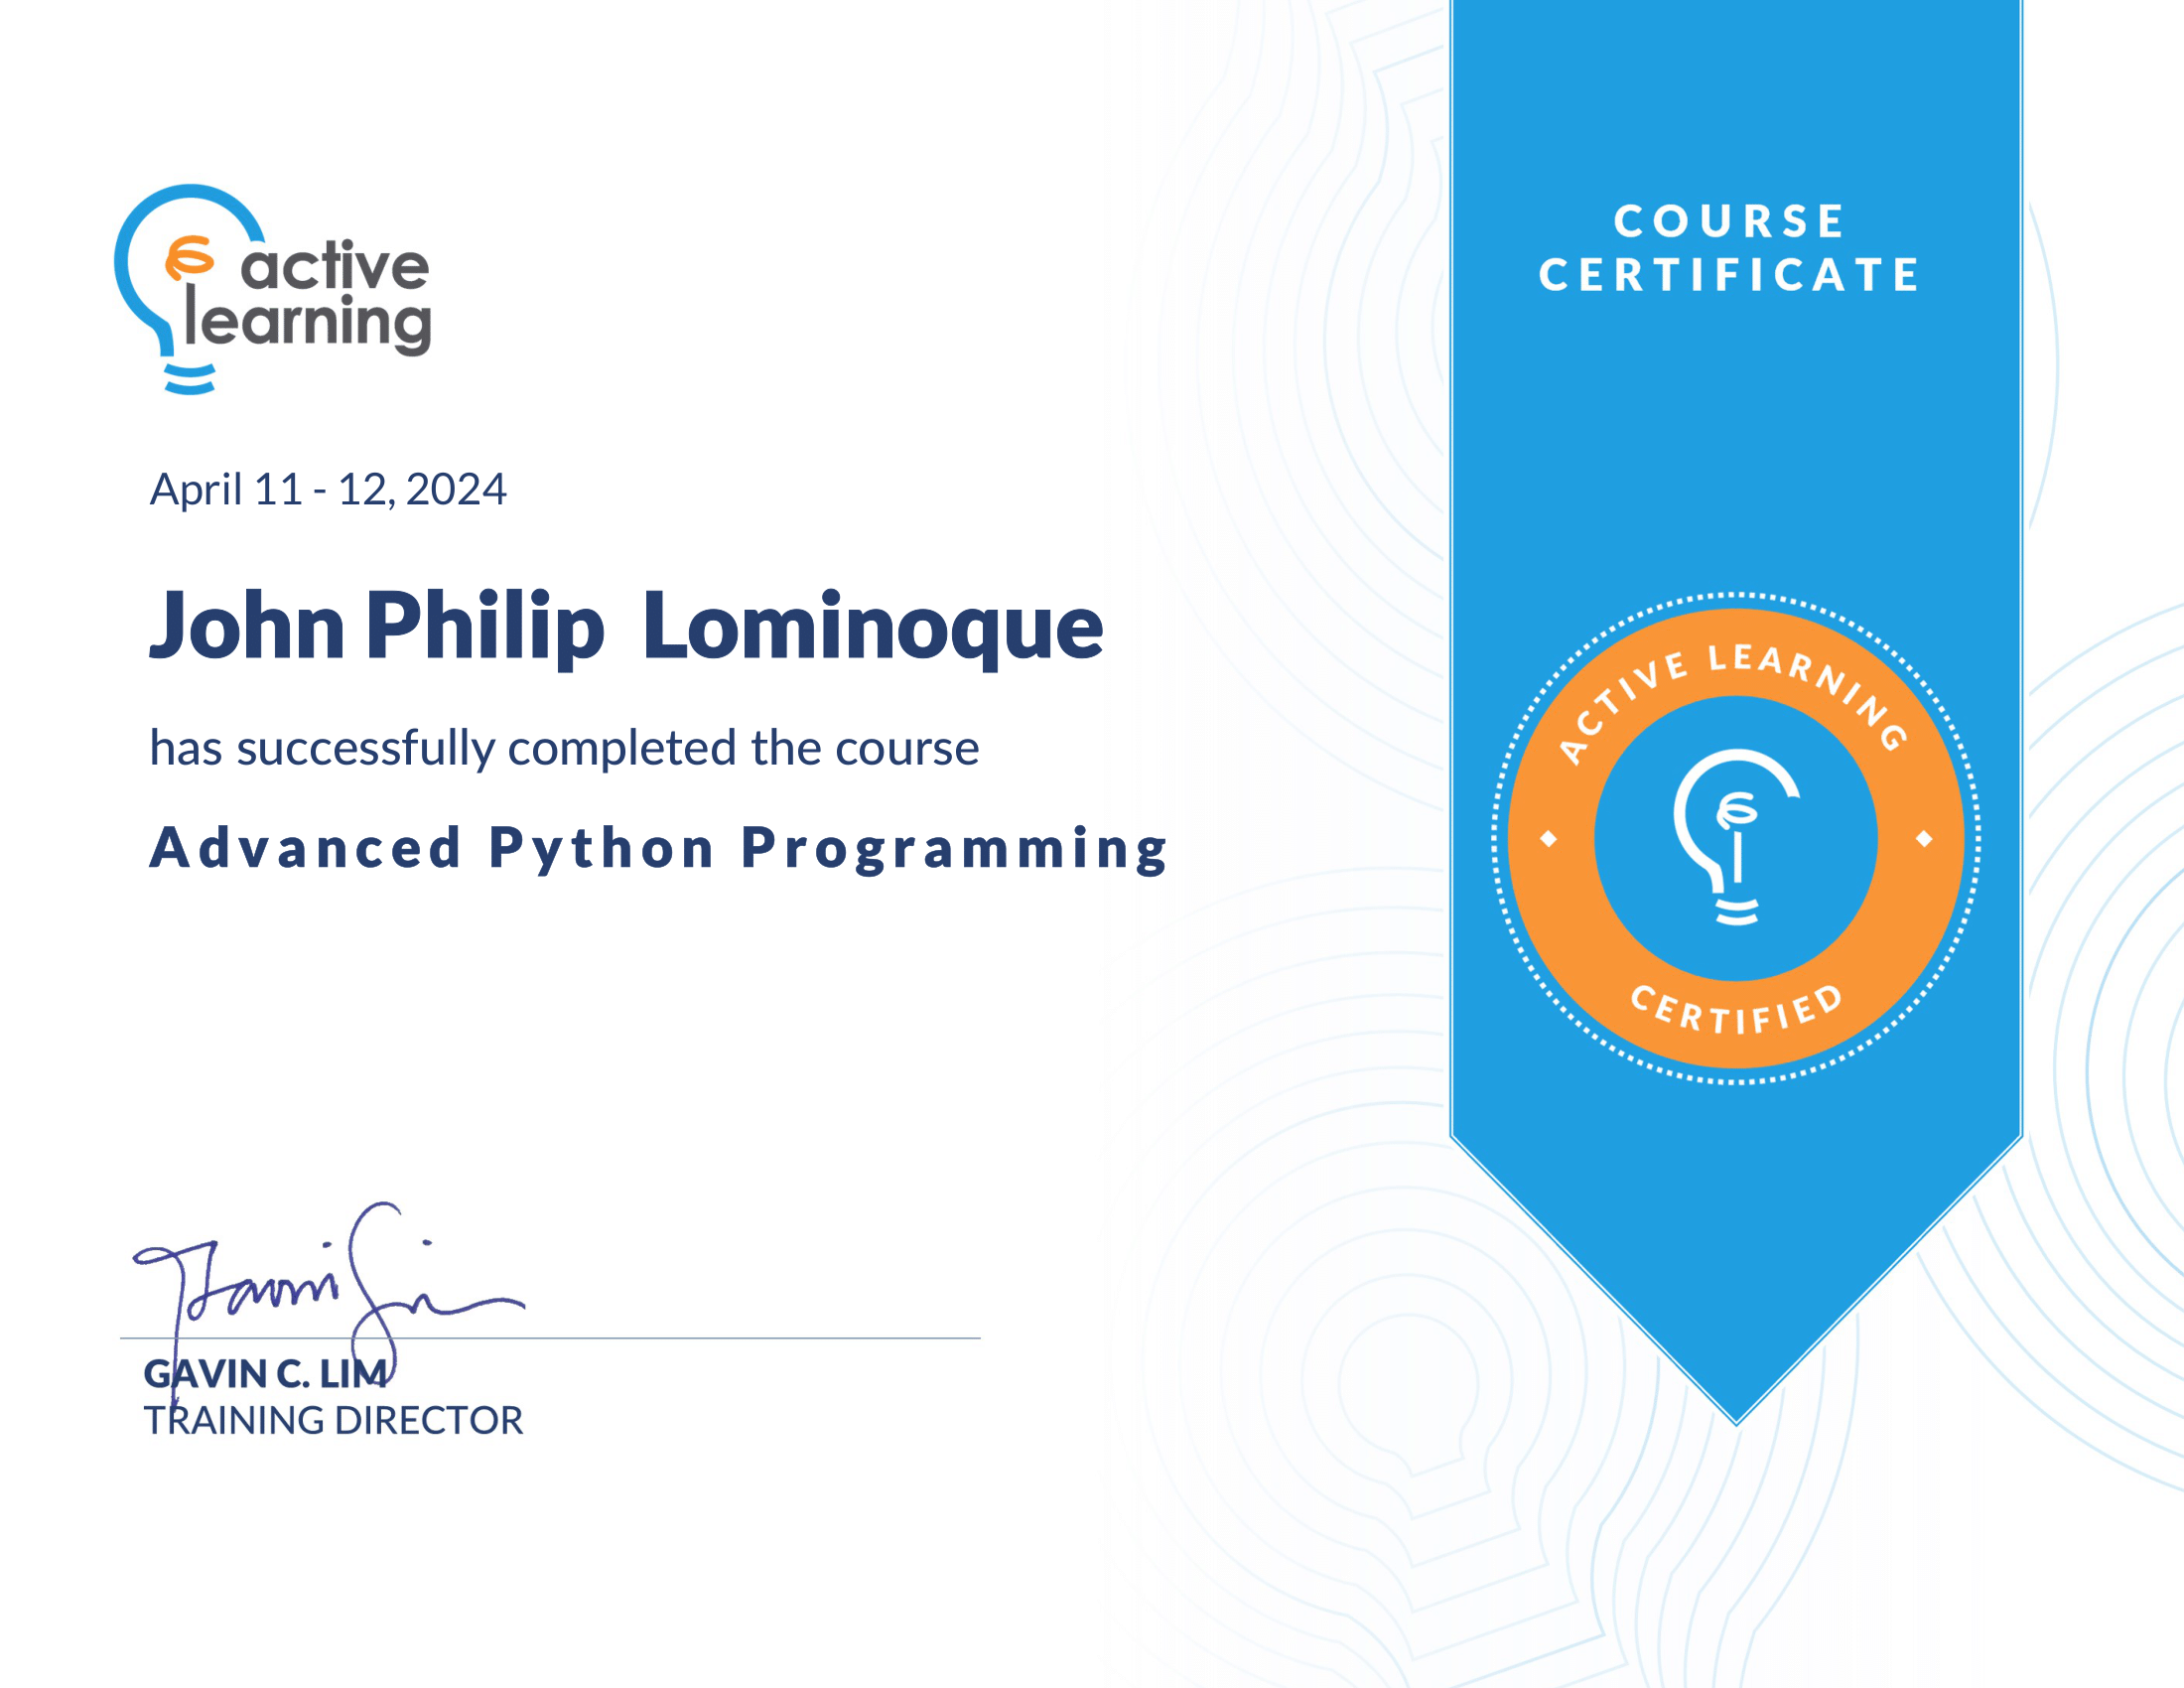 active
learning
April 11 - 12, 2024
John Philip Lominoque
has successfully completed the course
Advanced Python Programming
GAVIN C. LIM
TRAINING DIRECTOR
COURSE
CERTIFICATE
ACTIVE LEARNING
CERTIFIED